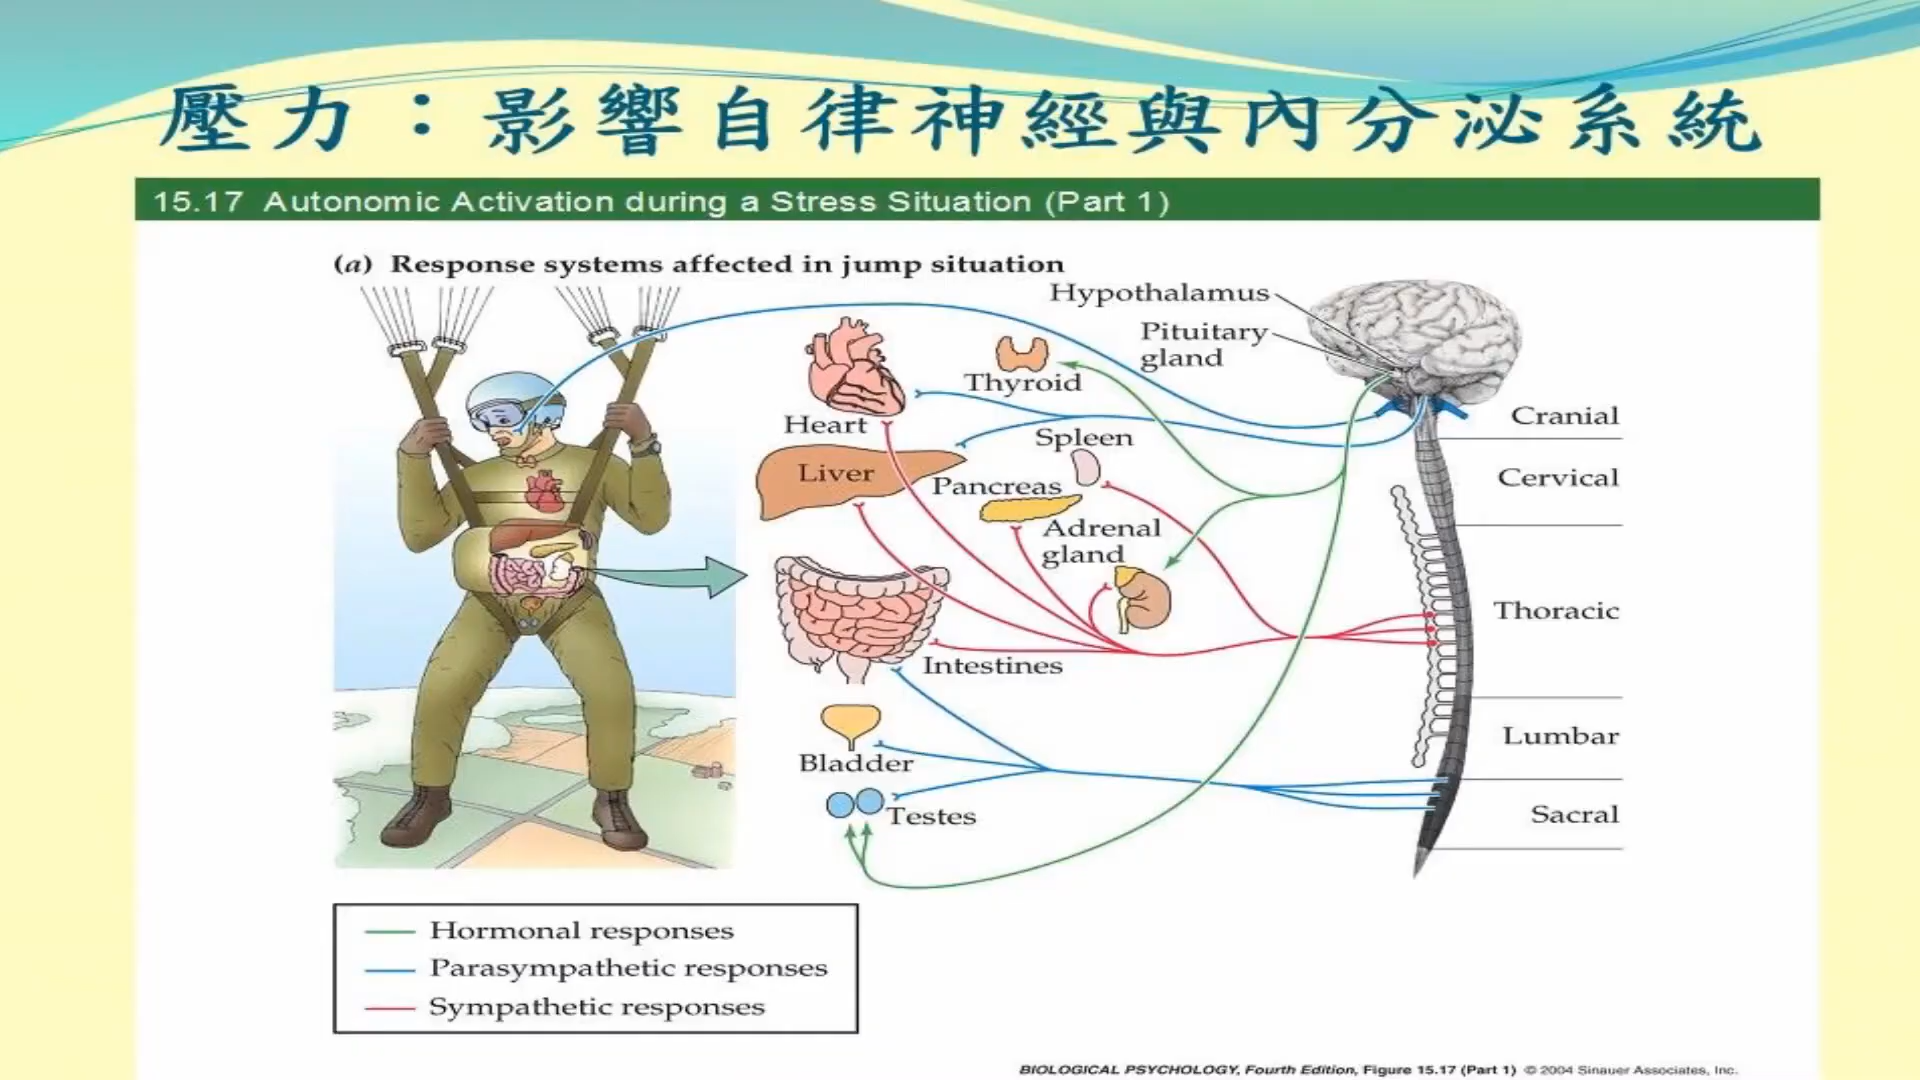 壓力：影響自律神經與內分泌系統
15.17 Autonomic Activation during a Stress Situation (Part 1)
(a) Response systems affected in jump situation
Hypothalamus
Pituitary
gland
Thyroid
Heart
Cranial
Spleen
Liver
Cervical
Pancreas
Adrenal
gland
Thoracic
Intestines
Lumbar
Bladder
Testes
Sacral
Hormonal responses
Parasympathetic responses
Sympathetic responses
BIOLOGICAL PSYCHOLOGY, Fourth Edition, Figure 15.17 (Part 1) © 2004 Sinauer Associates, Inc.